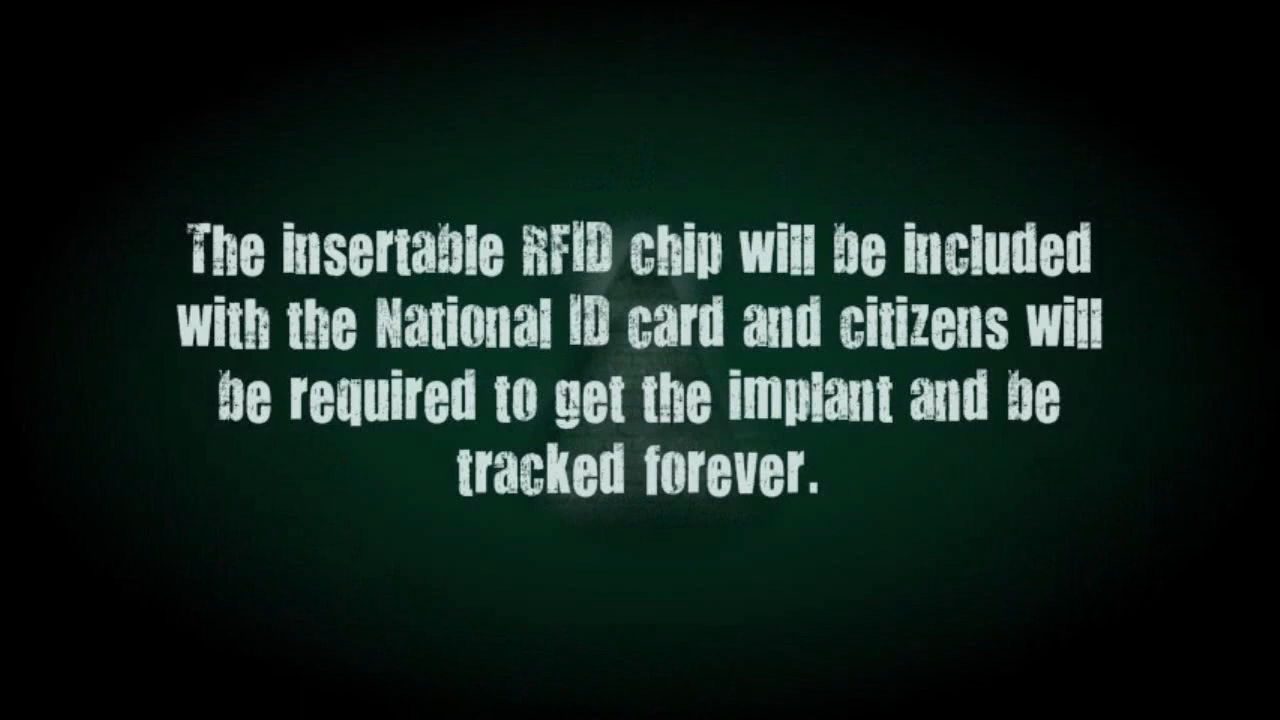 The insertable RFID chip will be included
with the National ID card and citizens will
be required to get the implant and be
tracked forever.